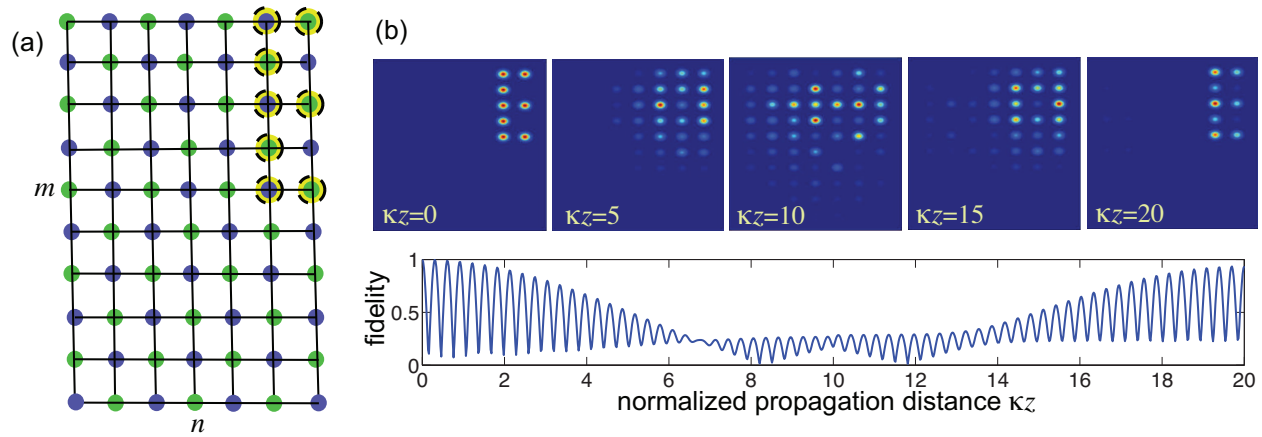 (a)
m
n
(b)
κz=0
κz=5
κz=10
κz=15
κz=20
fidelity
1
0.5
0
0 2 4 6 8 10 12 14 16 18 20
normalized propagation distance κz